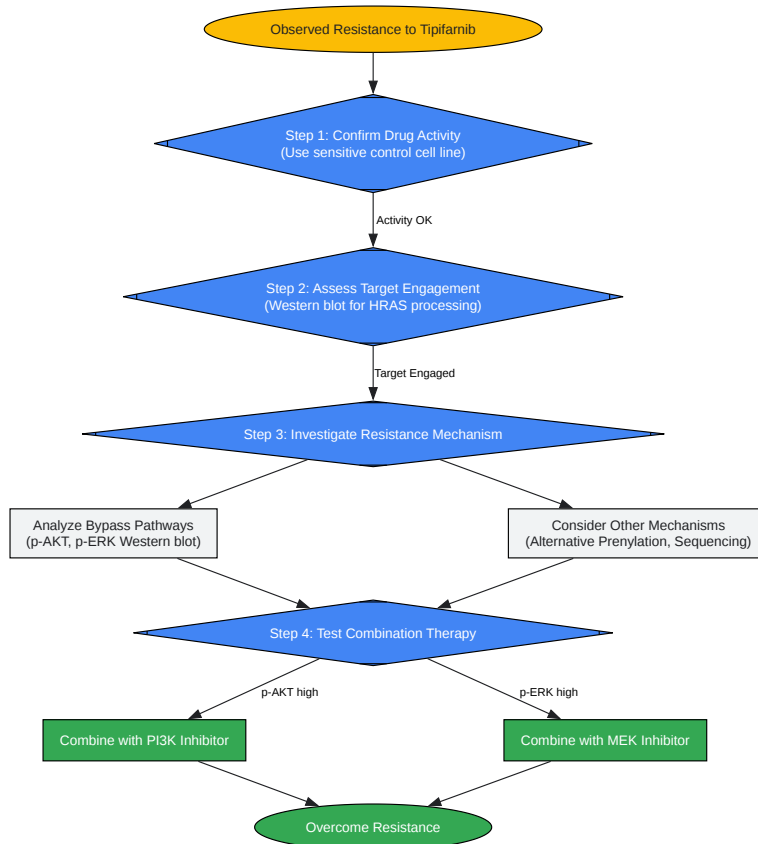 Observed Resistance to Tipifarnib
Step 1: Confirm Drug Activity
(Use sensitive control cell line)
Activity OK
Step 2: Assess Target Engagement
(Western blot for HRAS processing)
Target Engaged
Step 3: Investigate Resistance Mechanism
Analyze Bypass Pathways
(p-AKT, p-ERK Western blot)
Consider Other Mechanisms
(Alternative Prenylation, Sequencing)
Step 4: Test Combination Therapy
p-AKT high
p-ERK high
Combine with PI3K Inhibitor
Combine with MEK Inhibitor
Overcome Resistance